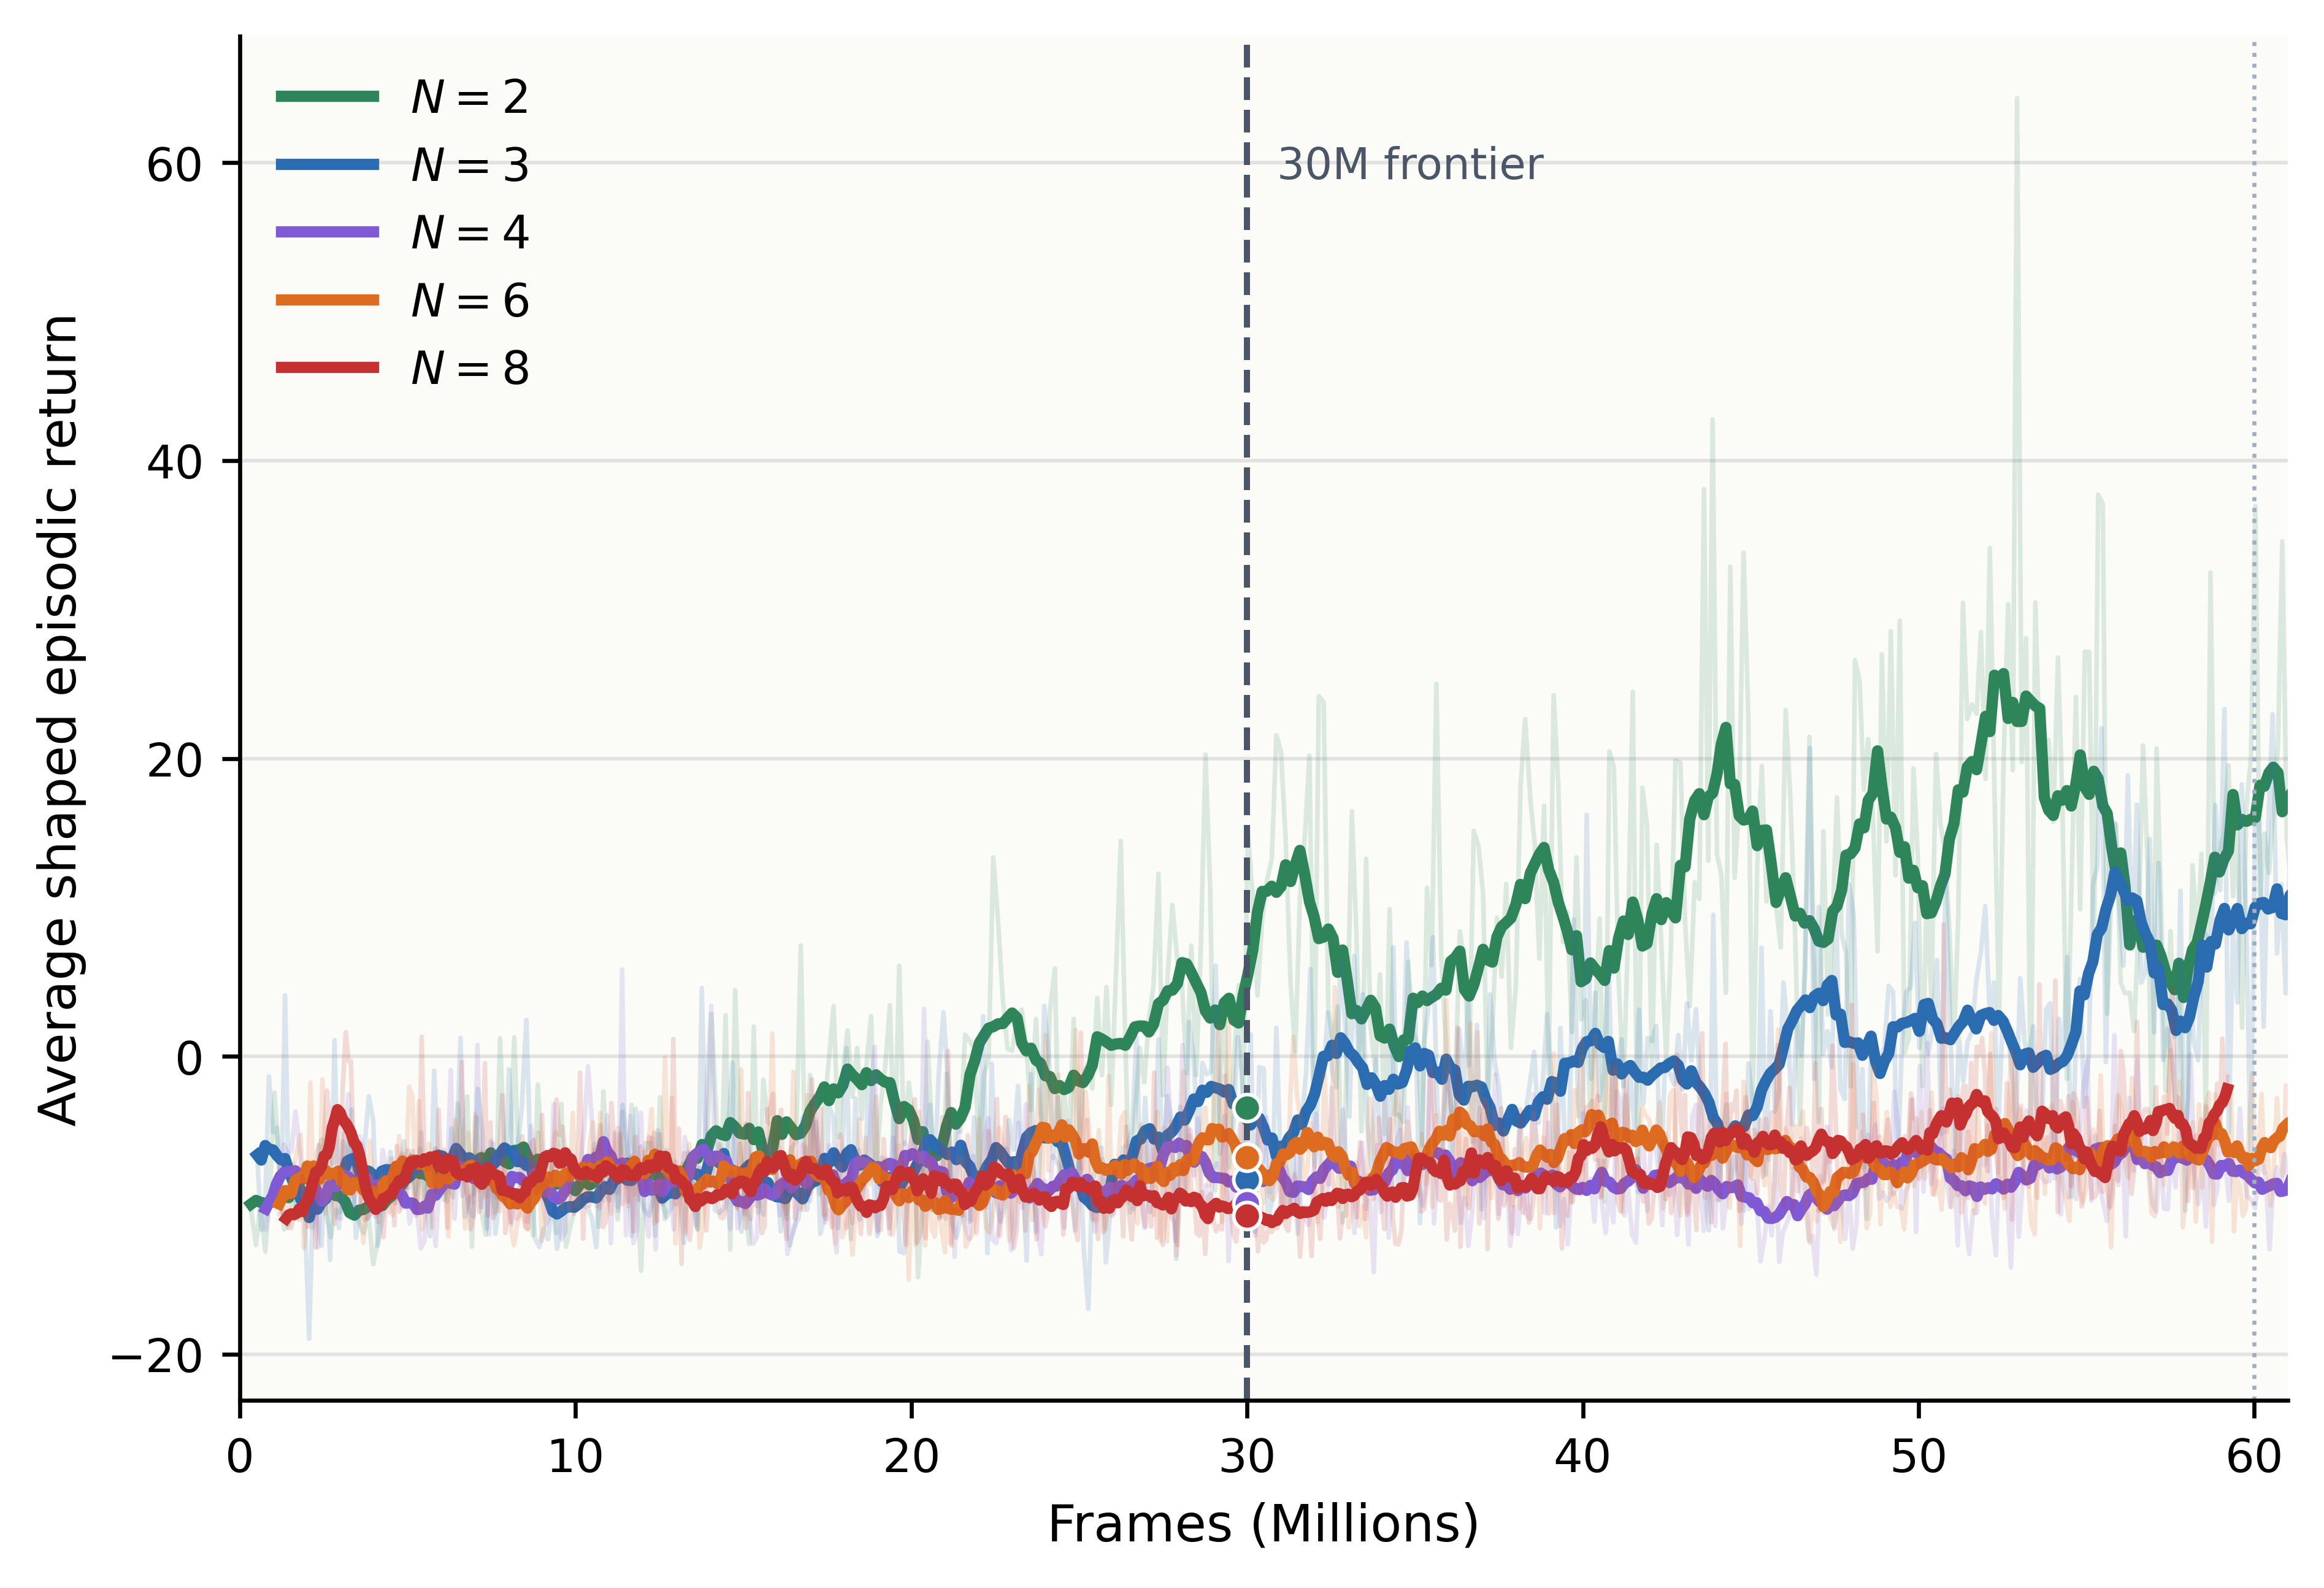 N = 2
N = 3
N = 4
N = 6
N = 8
30M frontier
Average shaped episodic return
60
40
20
0
−20
0 10 20 30 40 50 60
Frames (Millions)